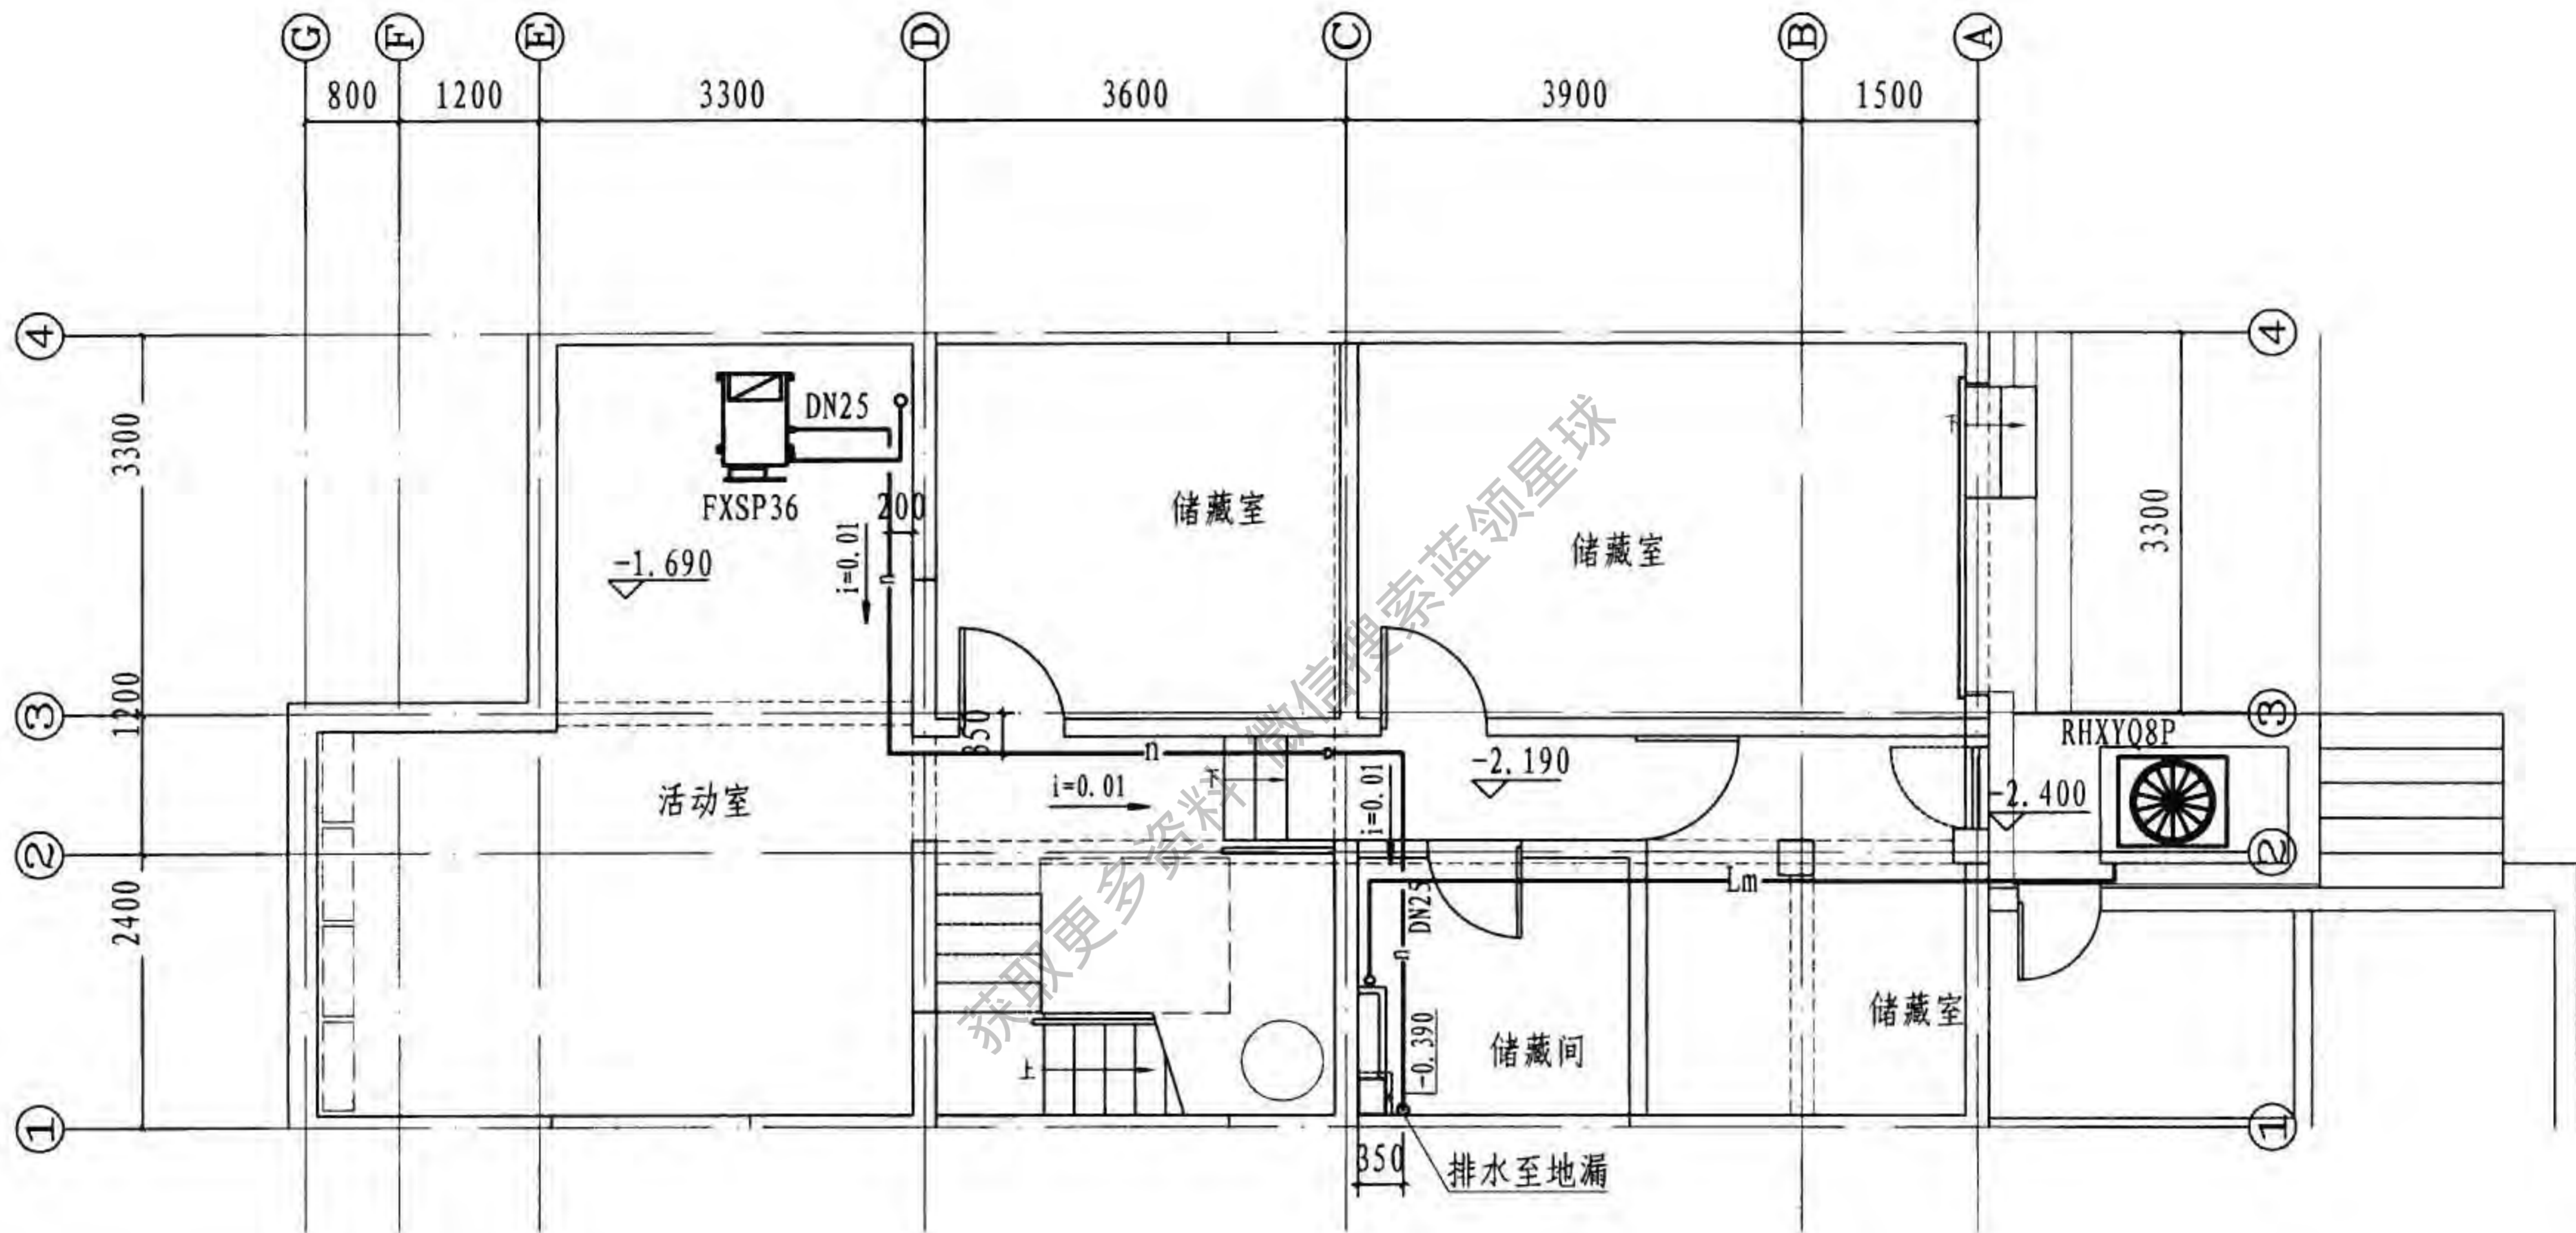 G F E D C B A
800 1200 3300 3600 3900 1500
4 4
DN25
下
3300
FXSP36 200
储藏室
储藏室
3300
i=0.01
-1.690
n
1200
3 3
350
RHXYQ8P
n
-2.190
i=0.01
下
i=0.01
活动室
-2.400
2 2
Lm
DN25
2400
n
储藏室
-0.390
储藏间
上
1 1
350
排水至地漏
获取更多资料 微信搜索蓝领星球